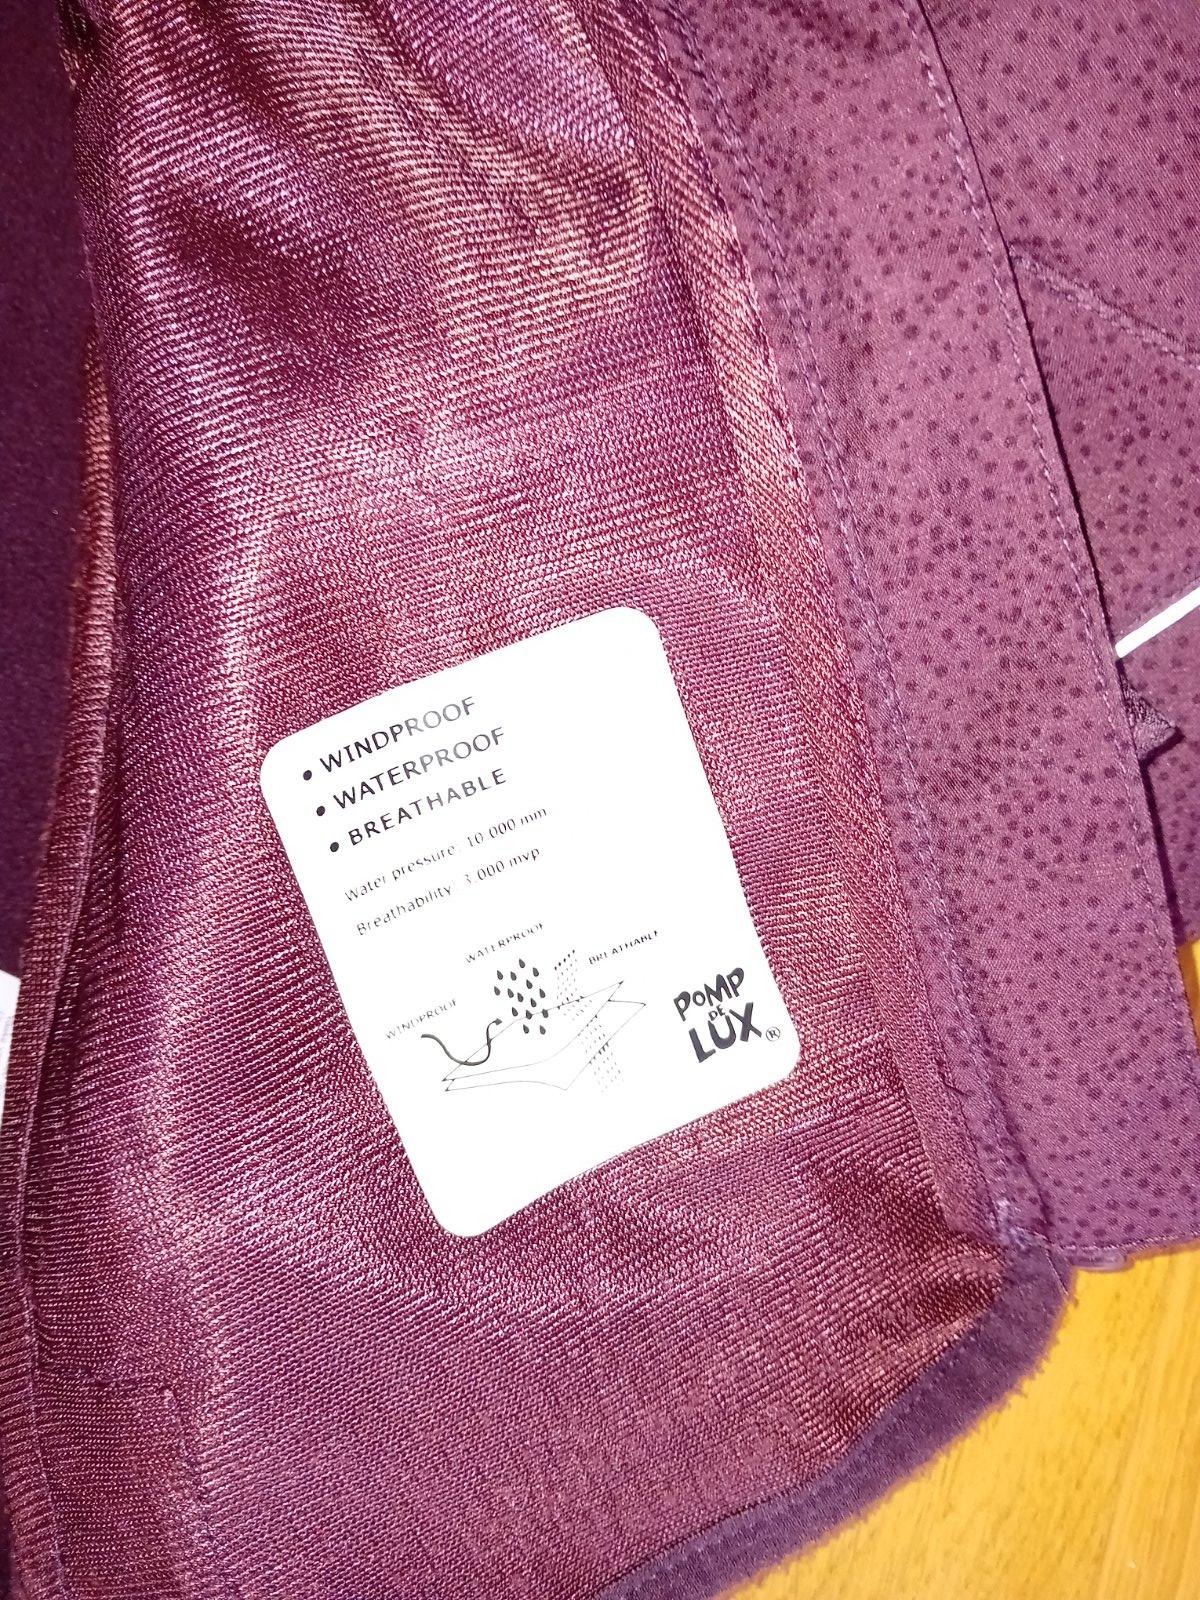 • WINDPROOF
• WATERPROOF
• BREATHABLE
Water pressure: 10.000 mm
Breathability: 3.000 mvp
WATERPROOF
BREATHABLE
WINDPROOF
POMP
DE
LUX®